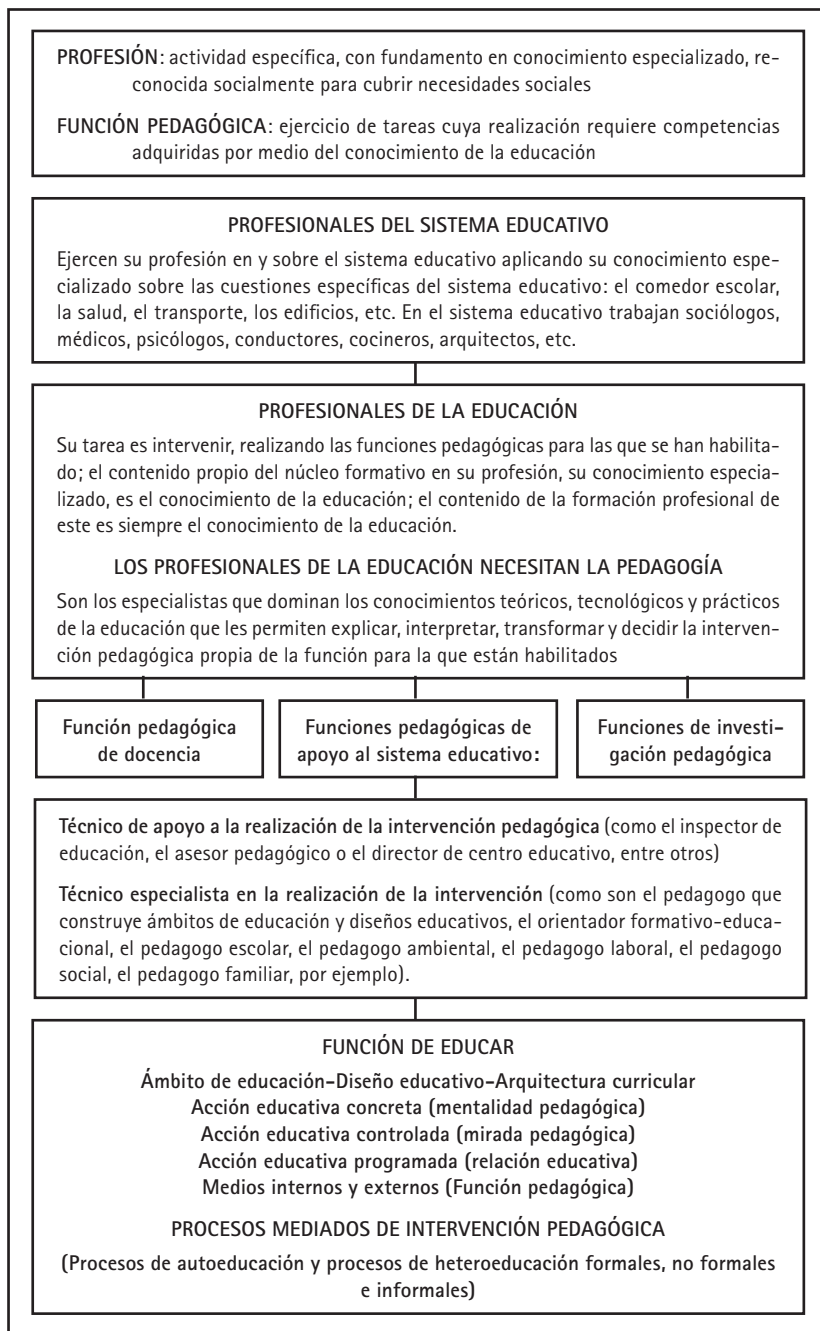 PROFESIÓN: actividad específica, con fundamento en conocimiento especializado, re-
conocida socialmente para cubrir necesidades sociales
FUNCIÓN PEDAGÓGICA: ejercicio de tareas cuya realización requiere competencias
adquiridas por medio del conocimiento de la educación
PROFESIONALES DEL SISTEMA EDUCATIVO
Ejercen su profesión en y sobre el sistema educativo aplicando su conocimiento espe-
cializado sobre las cuestiones específicas del sistema educativo: el comedor escolar,
la salud, el transporte, los edificios, etc. En el sistema educativo trabajan sociólogos,
médicos, psicólogos, conductores, cocineros, arquitectos, etc.
PROFESIONALES DE LA EDUCACIÓN
Su tarea es intervenir, realizando las funciones pedagógicas para las que se han habilita-
do; el contenido propio del núcleo formativo en su profesión, su conocimiento especia-
lizado, es el conocimiento de la educación; el contenido de la formación profesional de
este es siempre el conocimiento de la educación.
LOS PROFESIONALES DE LA EDUCACIÓN NECESITAN LA PEDAGOGÍA
Son los especialistas que dominan los conocimientos teóricos, tecnológicos y prácticos
de la educación que les permiten explicar, interpretar, transformar y decidir la interven-
ción pedagógica propia de la función para la que están habilitados
Función pedagógica
de docencia
Funciones pedagógicas de
apoyo al sistema educativo:
Funciones de investi-
gación pedagógica
Técnico de apoyo a la realización de la intervención pedagógica (como el inspector de
educación, el asesor pedagógico o el director de centro educativo, entre otros)
Técnico especialista en la realización de la intervención (como son el pedagogo que
construye ámbitos de educación y diseños educativos, el orientador formativo-educa-
cional, el pedagogo escolar, el pedagogo ambiental, el pedagogo laboral, el pedagogo
social, el pedagogo familiar, por ejemplo).
FUNCIÓN DE EDUCAR
Ámbito de educación-Diseño educativo-Arquitectura curricular
Acción educativa concreta (mentalidad pedagógica)
Acción educativa controlada (mirada pedagógica)
Acción educativa programada (relación educativa)
Medios internos y externos (Función pedagógica)
PROCESOS MEDIADOS DE INTERVENCIÓN PEDAGÓGICA
(Procesos de autoeducación y procesos de heteroeducación formales, no formales
e informales)